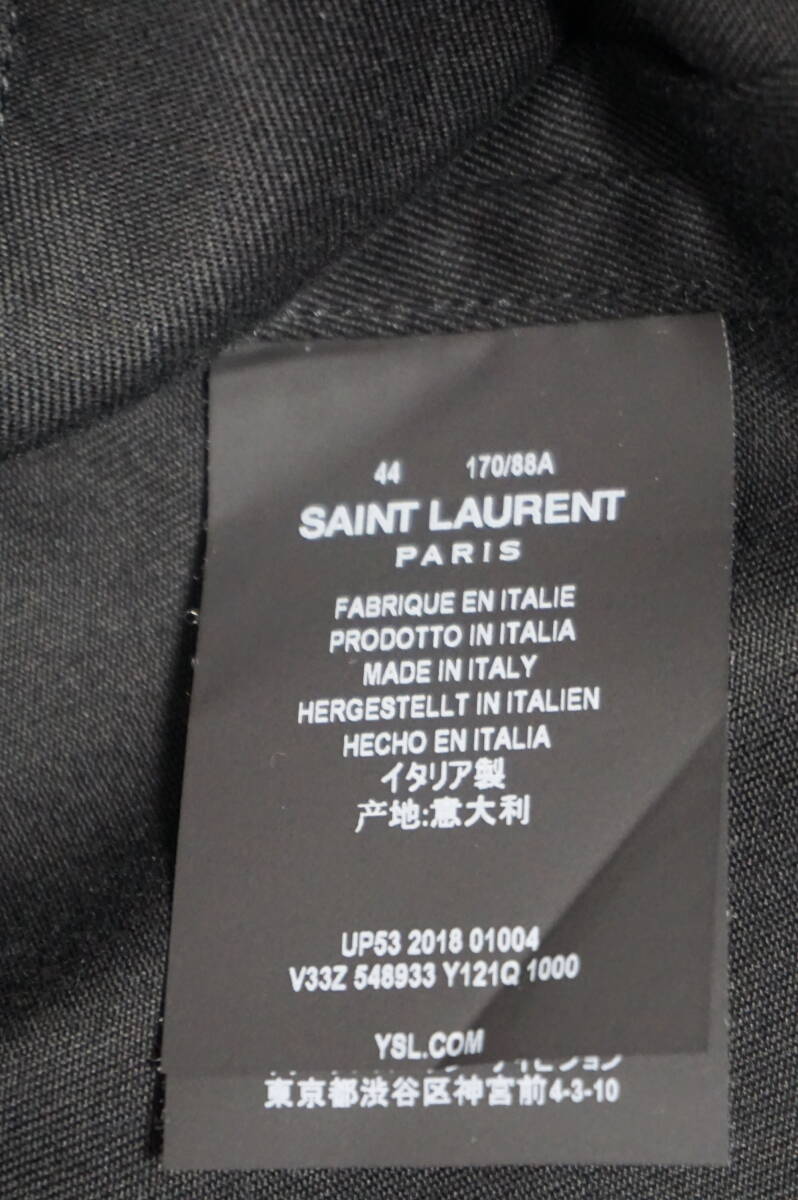 44 170/88A
SAINT LAURENT
PARIS
FABRIQUE EN ITALIE
PRODOTTO IN ITALIA
MADE IN ITALY
HERGESTELLT IN ITALIEN
HECHO EN ITALIA
イタリア製
产地:意大利
UP53 2018 01004
V33Z 548933 Y121Q 1000
YSL.COM
東京都渋谷区神宮前4-3-10